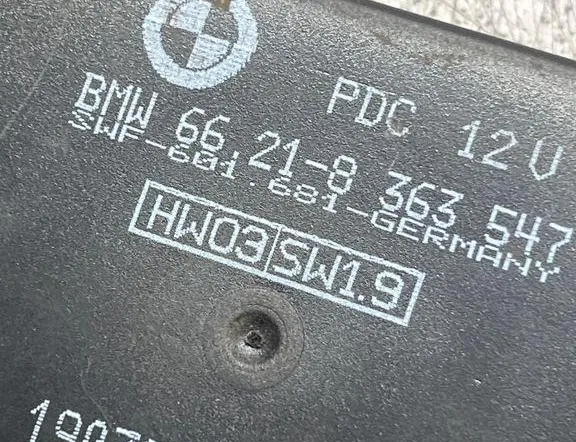 PDC 12V
BMW 66.21-8 363 547
SWF-601.681-GERMANY
HW03 SW1.9